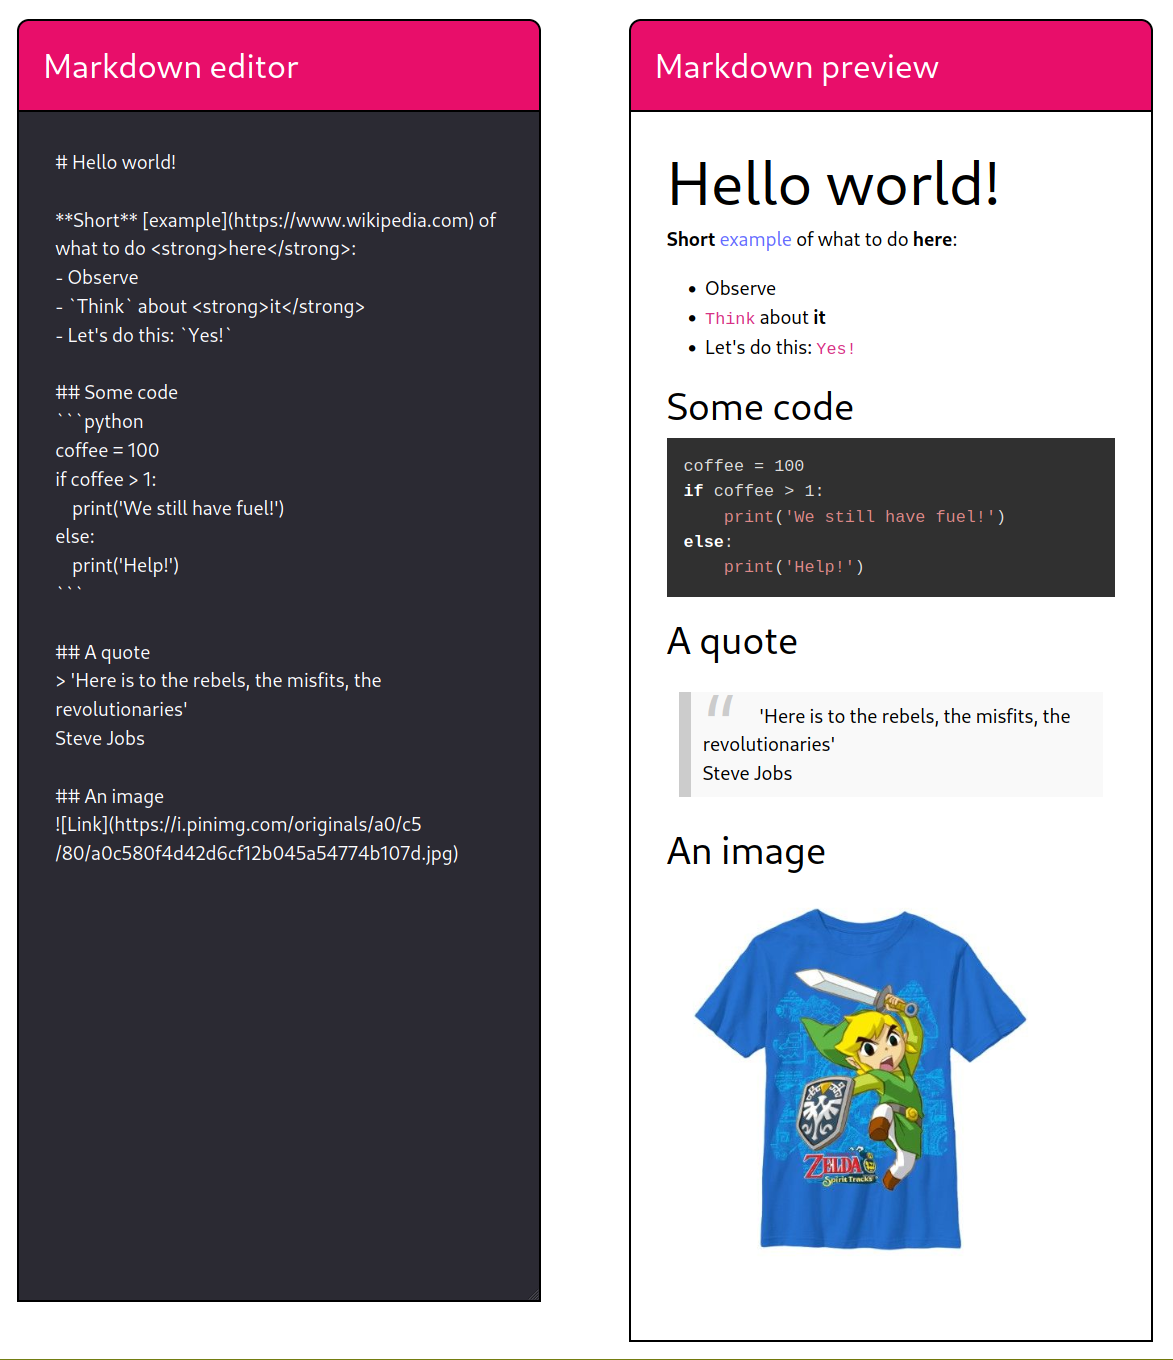 Markdown editor
# Hello world!
**Short** [example](https://www.wikipedia.com) of
what to do <strong>here</strong>:
- Observe
- `Think` about <strong>it</strong>
- Let's do this: `Yes!`
## Some code
```python
coffee = 100
if coffee > 1:
    print('We still have fuel!')
else:
    print('Help!')
```
## A quote
> 'Here is to the rebels, the misfits, the
revolutionaries'
Steve Jobs
## An image
![Link](https://i.pinimg.com/originals/a0/c5
/80/a0c580f4d42d6cf12b045a54774b107d.jpg)
Markdown preview
Hello world!
Short example of what to do here:
• Observe
• Think about it
• Let's do this: Yes!
Some code
coffee = 100
if coffee > 1:
    print('We still have fuel!')
else:
    print('Help!')
A quote
“ 'Here is to the rebels, the misfits, the
revolutionaries'
Steve Jobs
An image
ZELDA
Spirit Tracks